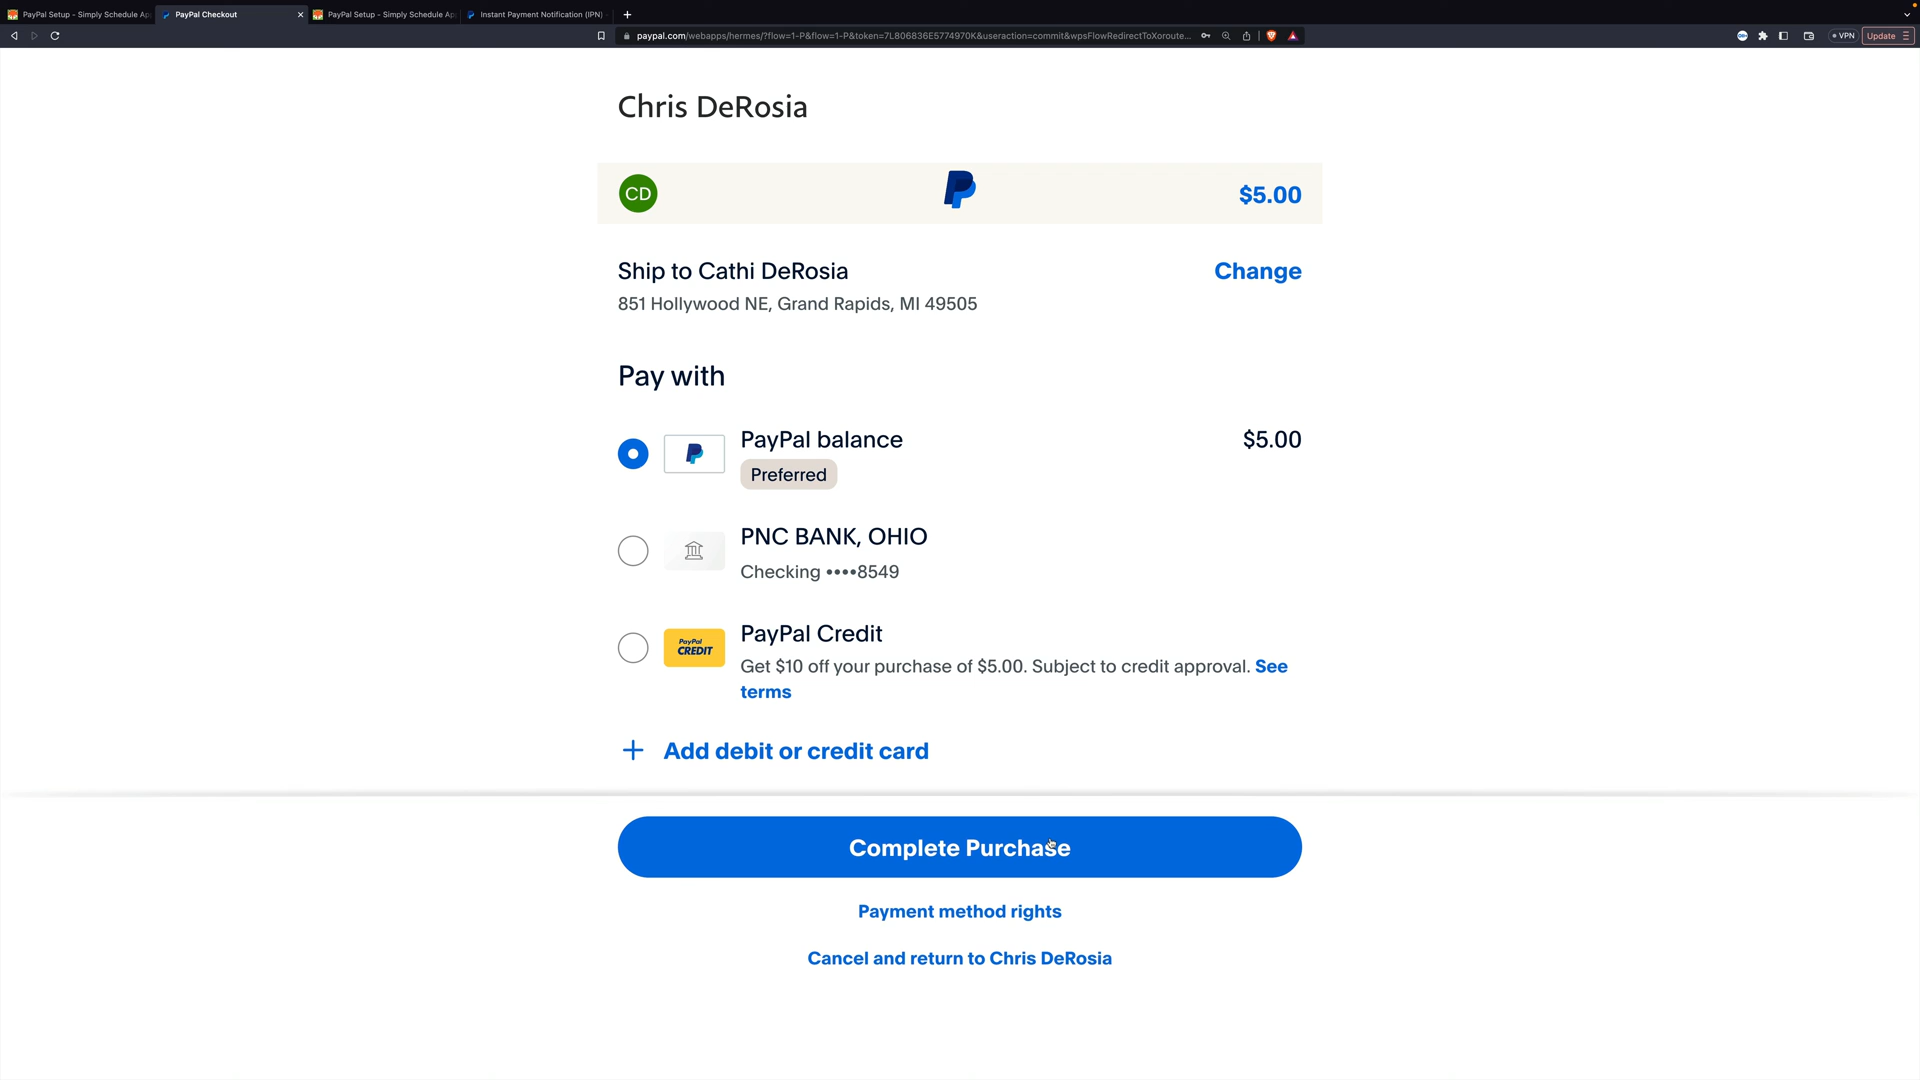 PayPal Setup - Simply Schedule Ap
PayPal Checkout
PayPal Setup - Simply Schedule Ap
Instant Payment Notification (IPN)
paypal.com/webapps/hermes/?flow=1-P&flow=1-P&token=7L806836E5774970K&useraction=commit&wpsFlowRedirectToXoroute...
VPN
Update
Chris DeRosia
CD
$5.00
Ship to Cathi DeRosia
Change
851 Hollywood NE, Grand Rapids, MI 49505
Pay with
PayPal balance
$5.00
Preferred
PNC BANK, OHIO
Checking ••••8549
PayPal CREDIT
PayPal Credit
Get $10 off your purchase of $5.00. Subject to credit approval. See
terms
+ Add debit or credit card
Complete Purchase
Payment method rights
Cancel and return to Chris DeRosia